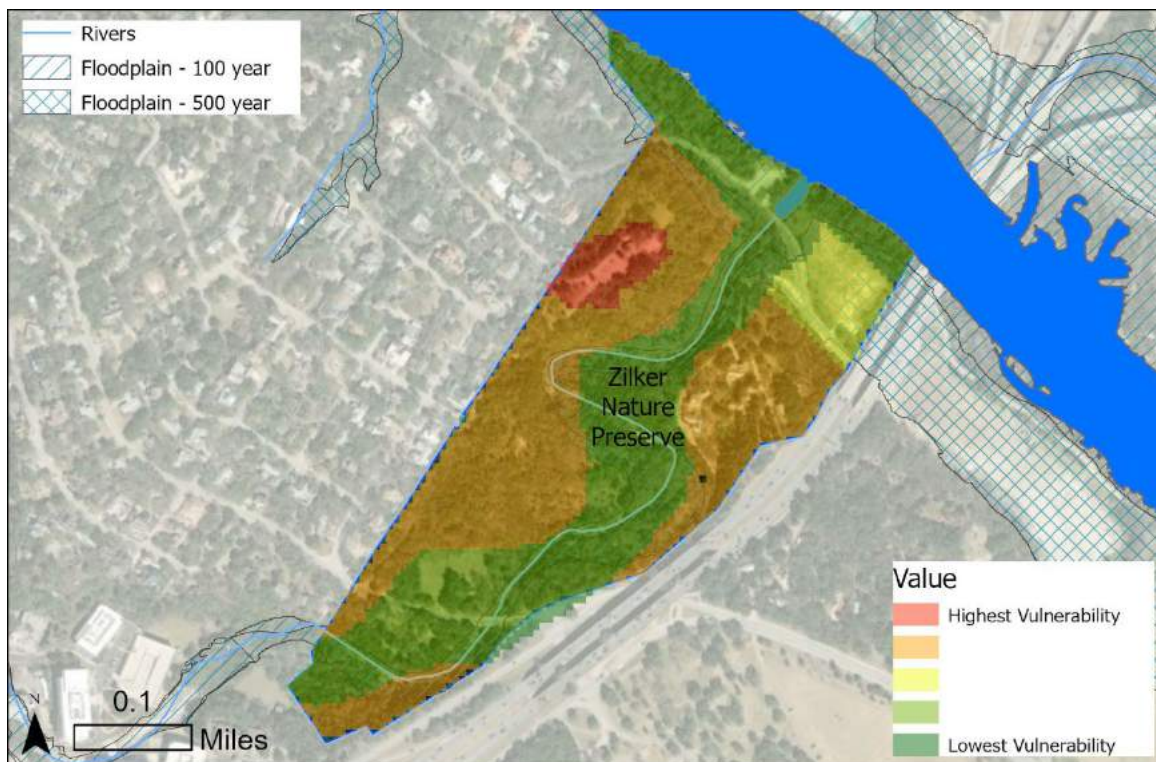 Rivers
Floodplain - 100 year
Floodplain - 500 year
Zilker
Nature
Preserve
Value
Highest Vulnerability
Lowest Vulnerability
N
0.1
Miles